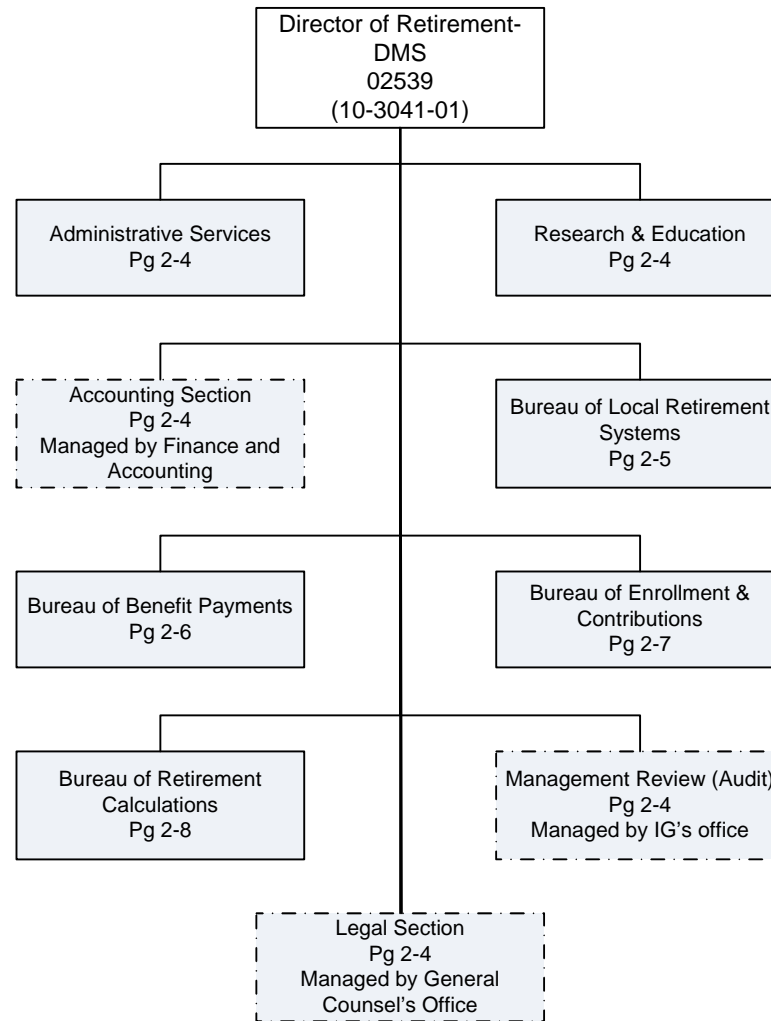 Director of Retirement-
DMS
02539
(10-3041-01)
Administrative Services
Pg 2-4
Research & Education
Pg 2-4
Accounting Section
Pg 2-4
Managed by Finance and
Accounting
Bureau of Local Retirement
Systems
Pg 2-5
Bureau of Benefit Payments
Pg 2-6
Bureau of Enrollment &
Contributions
Pg 2-7
Bureau of Retirement
Calculations
Pg 2-8
Management Review (Audit)
Pg 2-4
Managed by IG’s office
Legal Section
Pg 2-4
Managed by General
Counsel’s Office